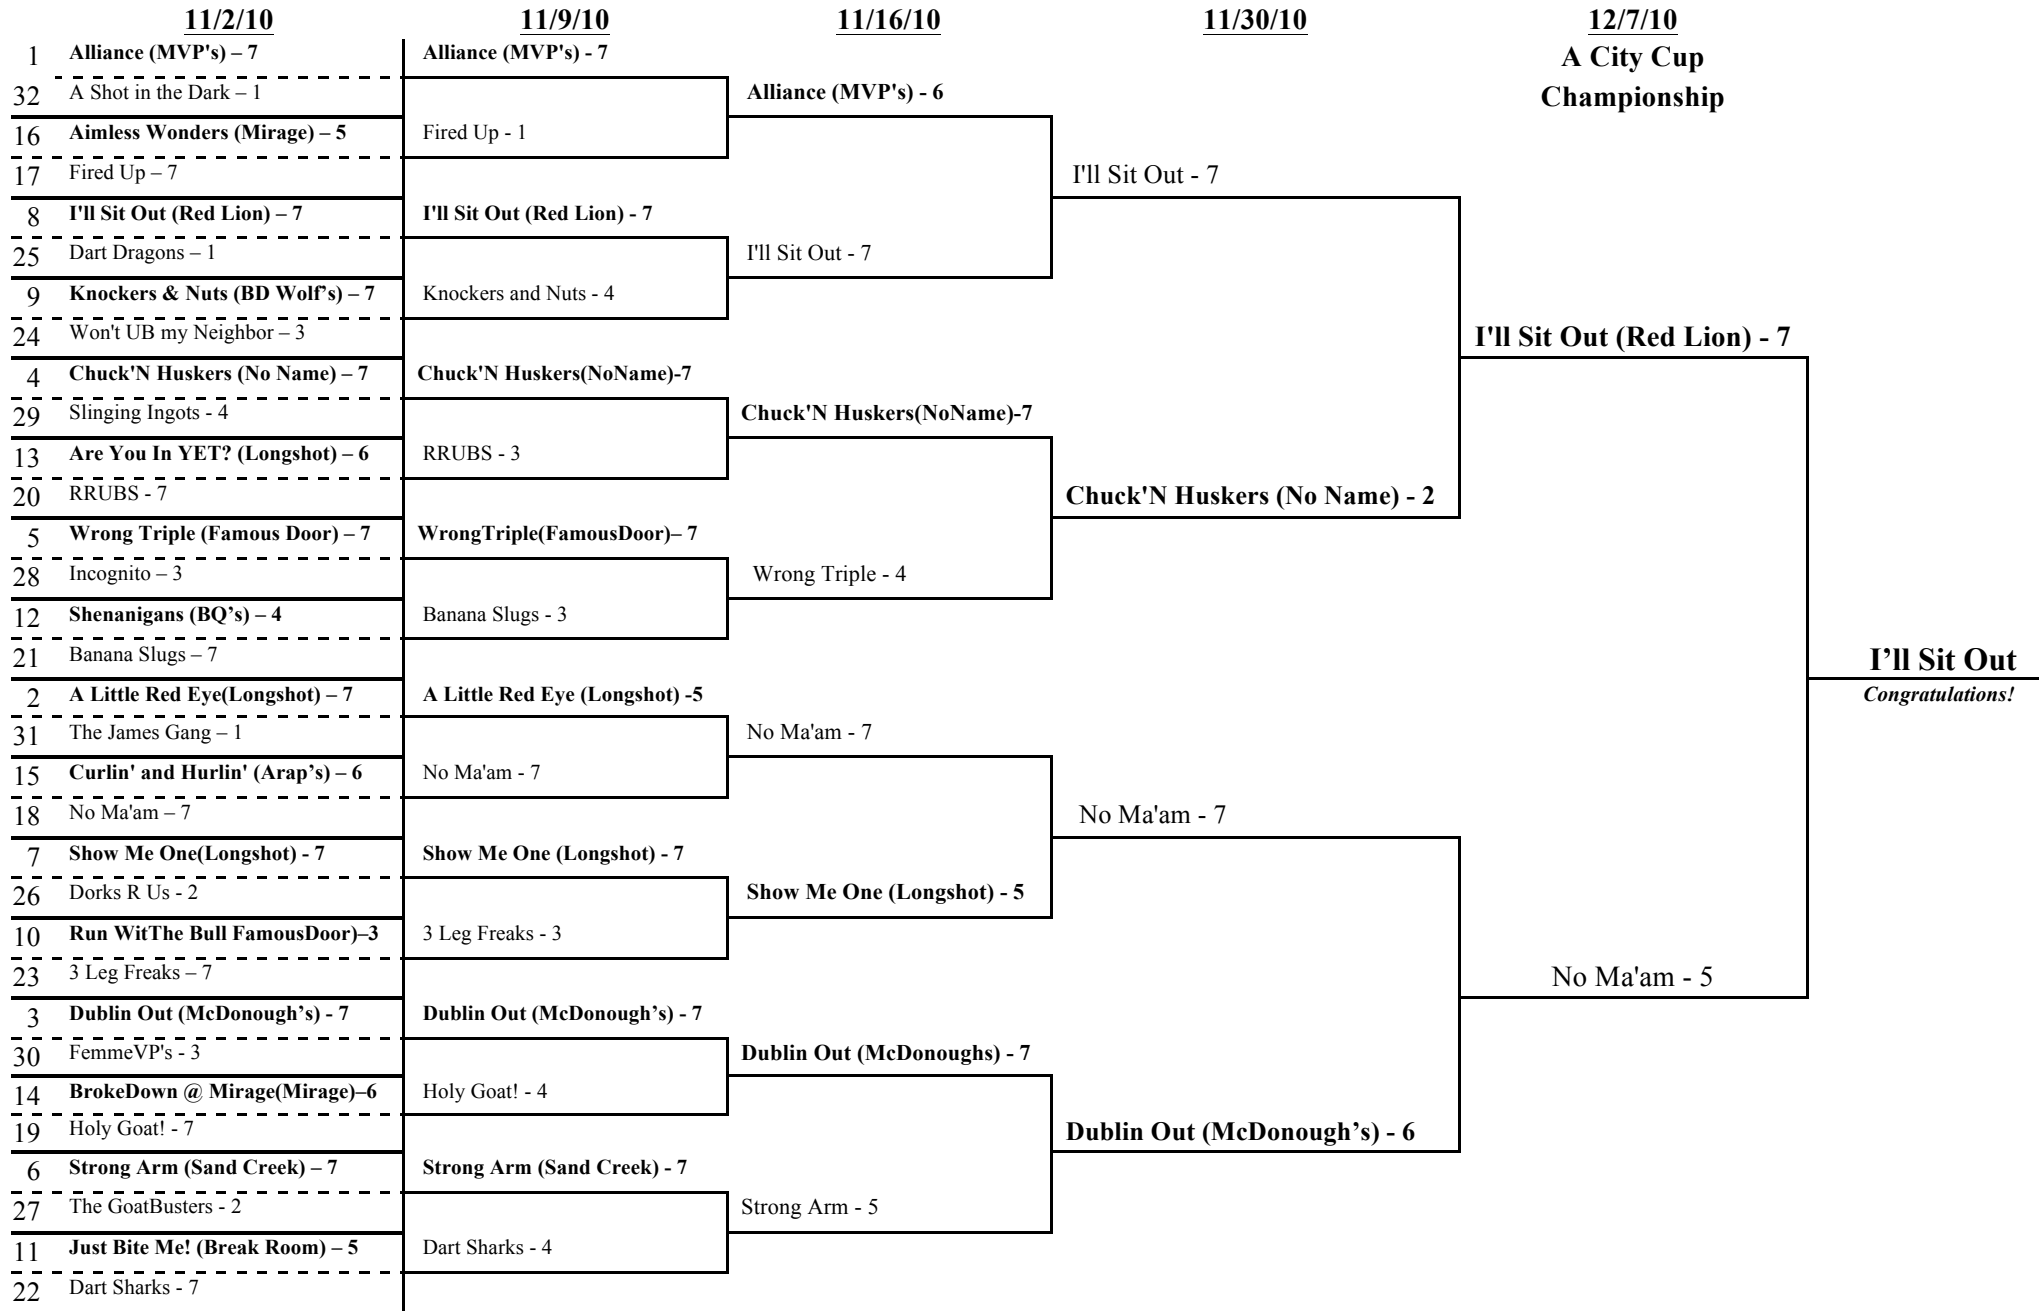 11/2/10
11/9/10
11/16/10
11/30/10
12/7/10
A City Cup
Championship
1 Alliance (MVP's) – 7
32 A Shot in the Dark – 1
16 Aimless Wonders (Mirage) – 5
17 Fired Up – 7
8 I'll Sit Out (Red Lion) – 7
25 Dart Dragons – 1
9 Knockers & Nuts (BD Wolf’s) – 7
24 Won't UB my Neighbor – 3
4 Chuck'N Huskers (No Name) – 7
29 Slinging Ingots - 4
13 Are You In YET? (Longshot) – 6
20 RRUBS - 7
5 Wrong Triple (Famous Door) – 7
28 Incognito – 3
12 Shenanigans (BQ’s) – 4
21 Banana Slugs – 7
2 A Little Red Eye(Longshot) – 7
31 The James Gang – 1
15 Curlin' and Hurlin' (Arap’s) – 6
18 No Ma'am – 7
7 Show Me One(Longshot) - 7
26 Dorks R Us - 2
10 Run WitThe Bull FamousDoor)–3
23 3 Leg Freaks – 7
3 Dublin Out (McDonough’s) - 7
30 FemmeVP's - 3
14 BrokeDown @ Mirage(Mirage)–6
19 Holy Goat! - 7
6 Strong Arm (Sand Creek) – 7
27 The GoatBusters - 2
11 Just Bite Me! (Break Room) – 5
22 Dart Sharks - 7
Alliance (MVP's) - 7
Fired Up - 1
I'll Sit Out (Red Lion) - 7
Knockers and Nuts - 4
Chuck'N Huskers(NoName)-7
RRUBS - 3
WrongTriple(FamousDoor)– 7
Banana Slugs - 3
A Little Red Eye (Longshot) -5
No Ma'am - 7
Show Me One (Longshot) - 7
3 Leg Freaks - 3
Dublin Out (McDonough’s) - 7
Holy Goat! - 4
Strong Arm (Sand Creek) - 7
Dart Sharks - 4
Alliance (MVP's) - 6
I'll Sit Out - 7
Chuck'N Huskers(NoName)-7
Wrong Triple - 4
No Ma'am - 7
Show Me One (Longshot) - 5
Dublin Out (McDonoughs) - 7
Strong Arm - 5
I'll Sit Out - 7
Chuck'N Huskers (No Name) - 2
No Ma'am - 7
Dublin Out (McDonough’s) - 6
I'll Sit Out (Red Lion) - 7
No Ma'am - 5
I’ll Sit Out
Congratulations!